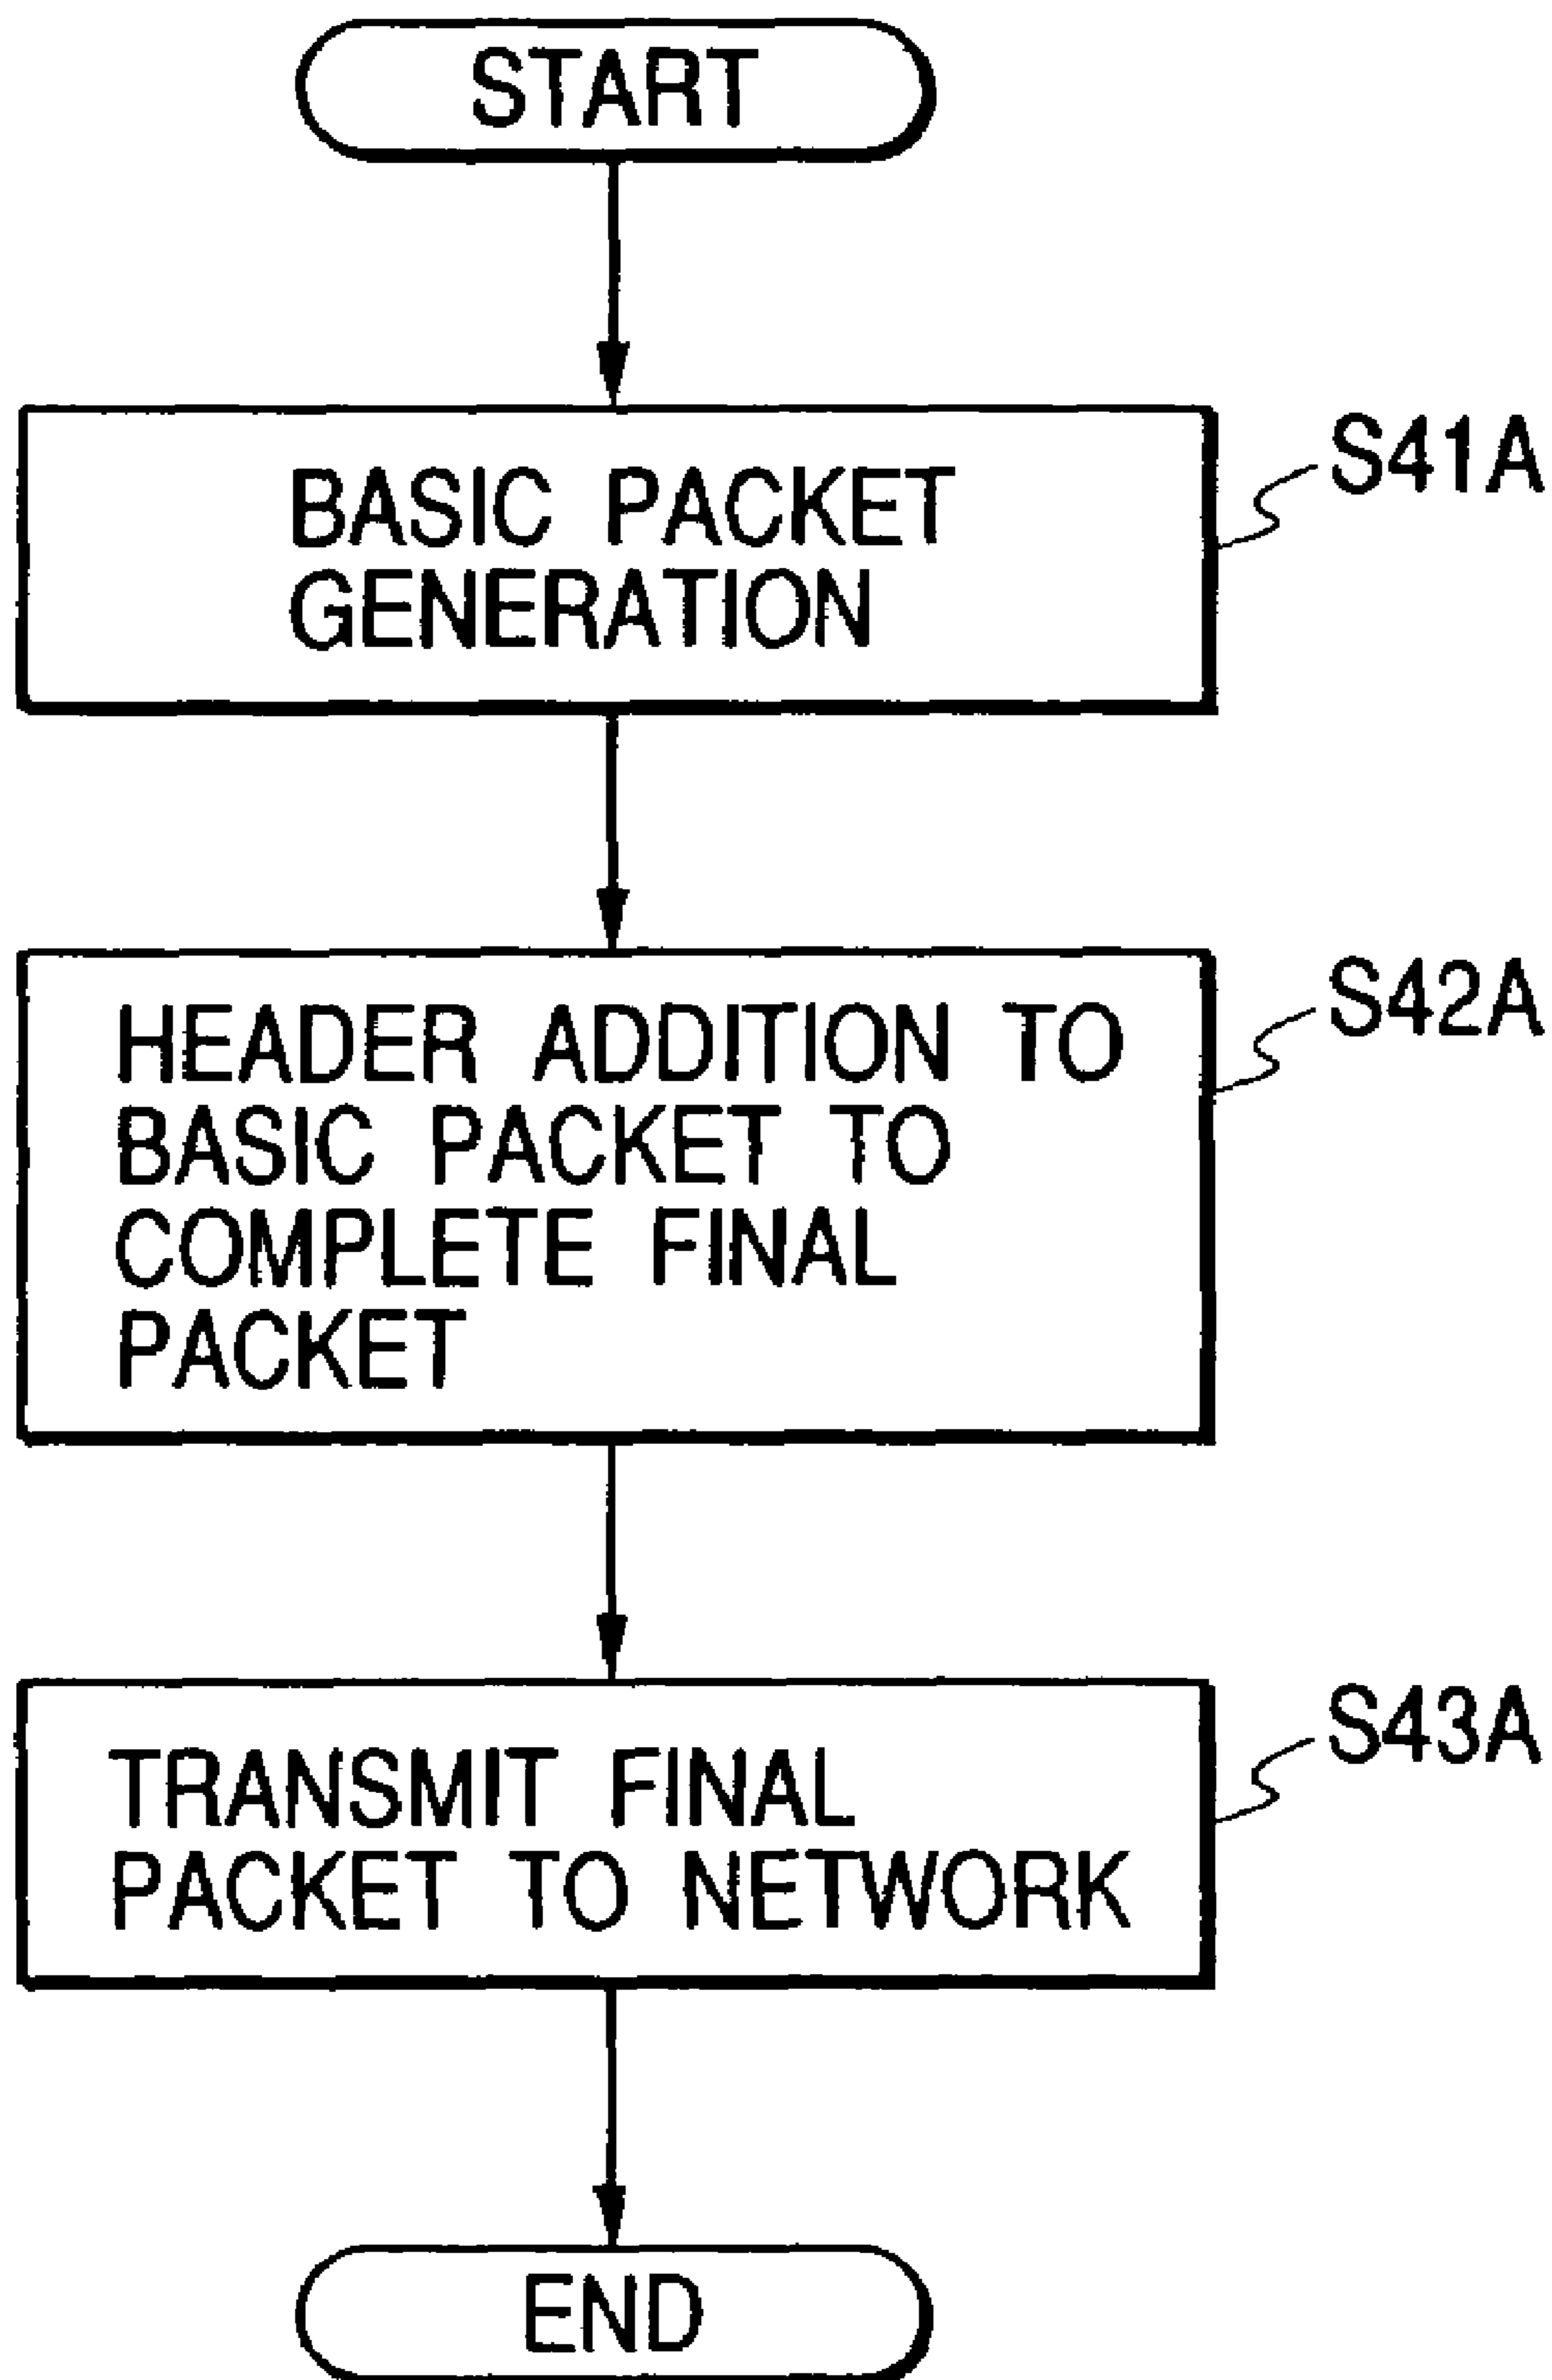 START
BASIC PACKET
GENERATION
S41A
HEADER ADDITION TO
BASIC PACKET TO
COMPLETE FINAL
PACKET
S42A
TRANSMIT FINAL
PACKET TO NETWORK
S43A
END